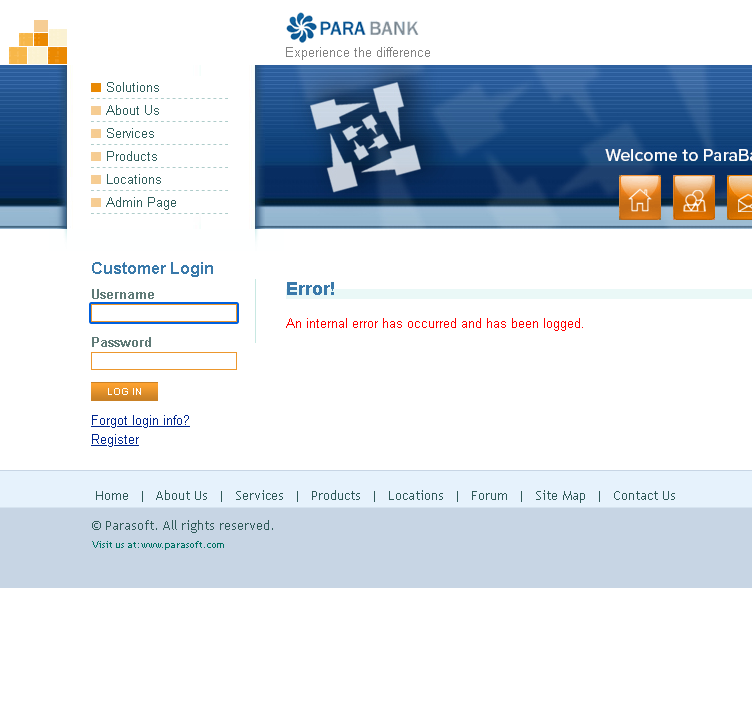 PARA BANK
Experience the difference
Solutions
About Us
Services
Products
Locations
Admin Page
Welcome to ParaBa
Customer Login
Username
Password
LOG IN
Forgot login info?
Register
Error!
An internal error has occurred and has been logged.
Home | About Us | Services | Products | Locations | Forum | Site Map | Contact Us
© Parasoft. All rights reserved.
Visit us at: www.parasoft.com